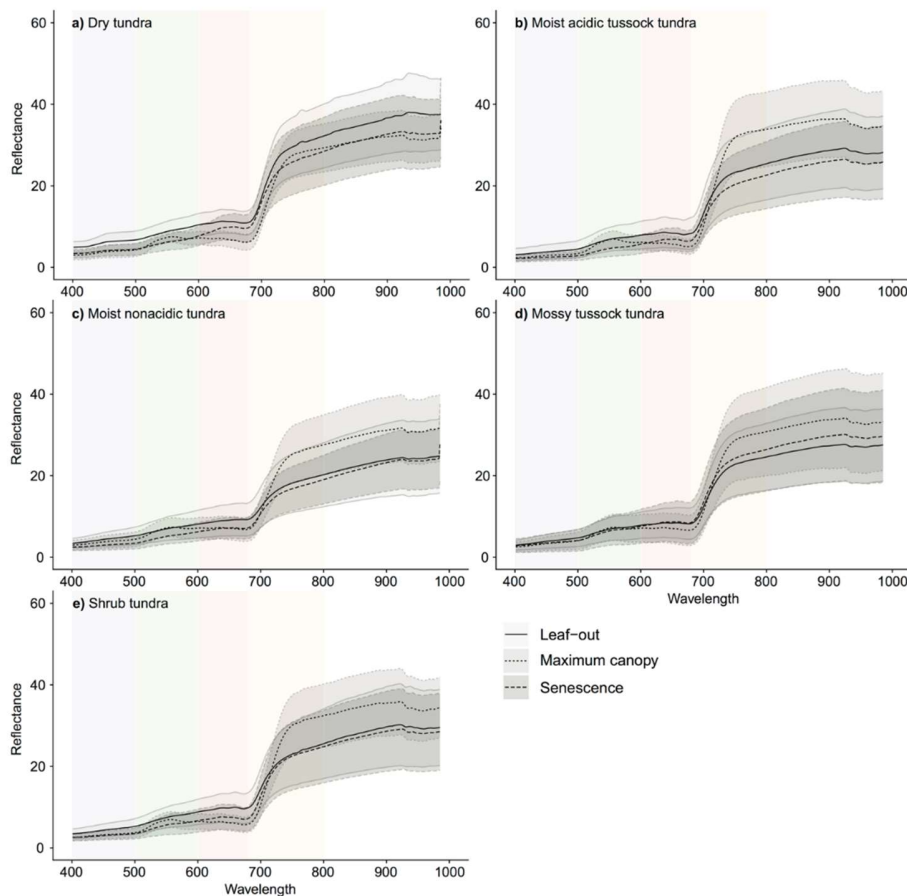 a) Dry tundra
60
40
20
0
Reflectance
400 500 600 700 800 900 1000
b) Moist acidic tussock tundra
60
40
20
0
400 500 600 700 800 900 1000
c) Moist nonacidic tundra
60
40
20
0
Reflectance
400 500 600 700 800 900 1000
d) Mossy tussock tundra
60
40
20
0
400 500 600 700 800 900 1000
Wavelength
e) Shrub tundra
60
40
20
0
Reflectance
400 500 600 700 800 900 1000
Wavelength
Leaf−out
Maximum canopy
Senescence